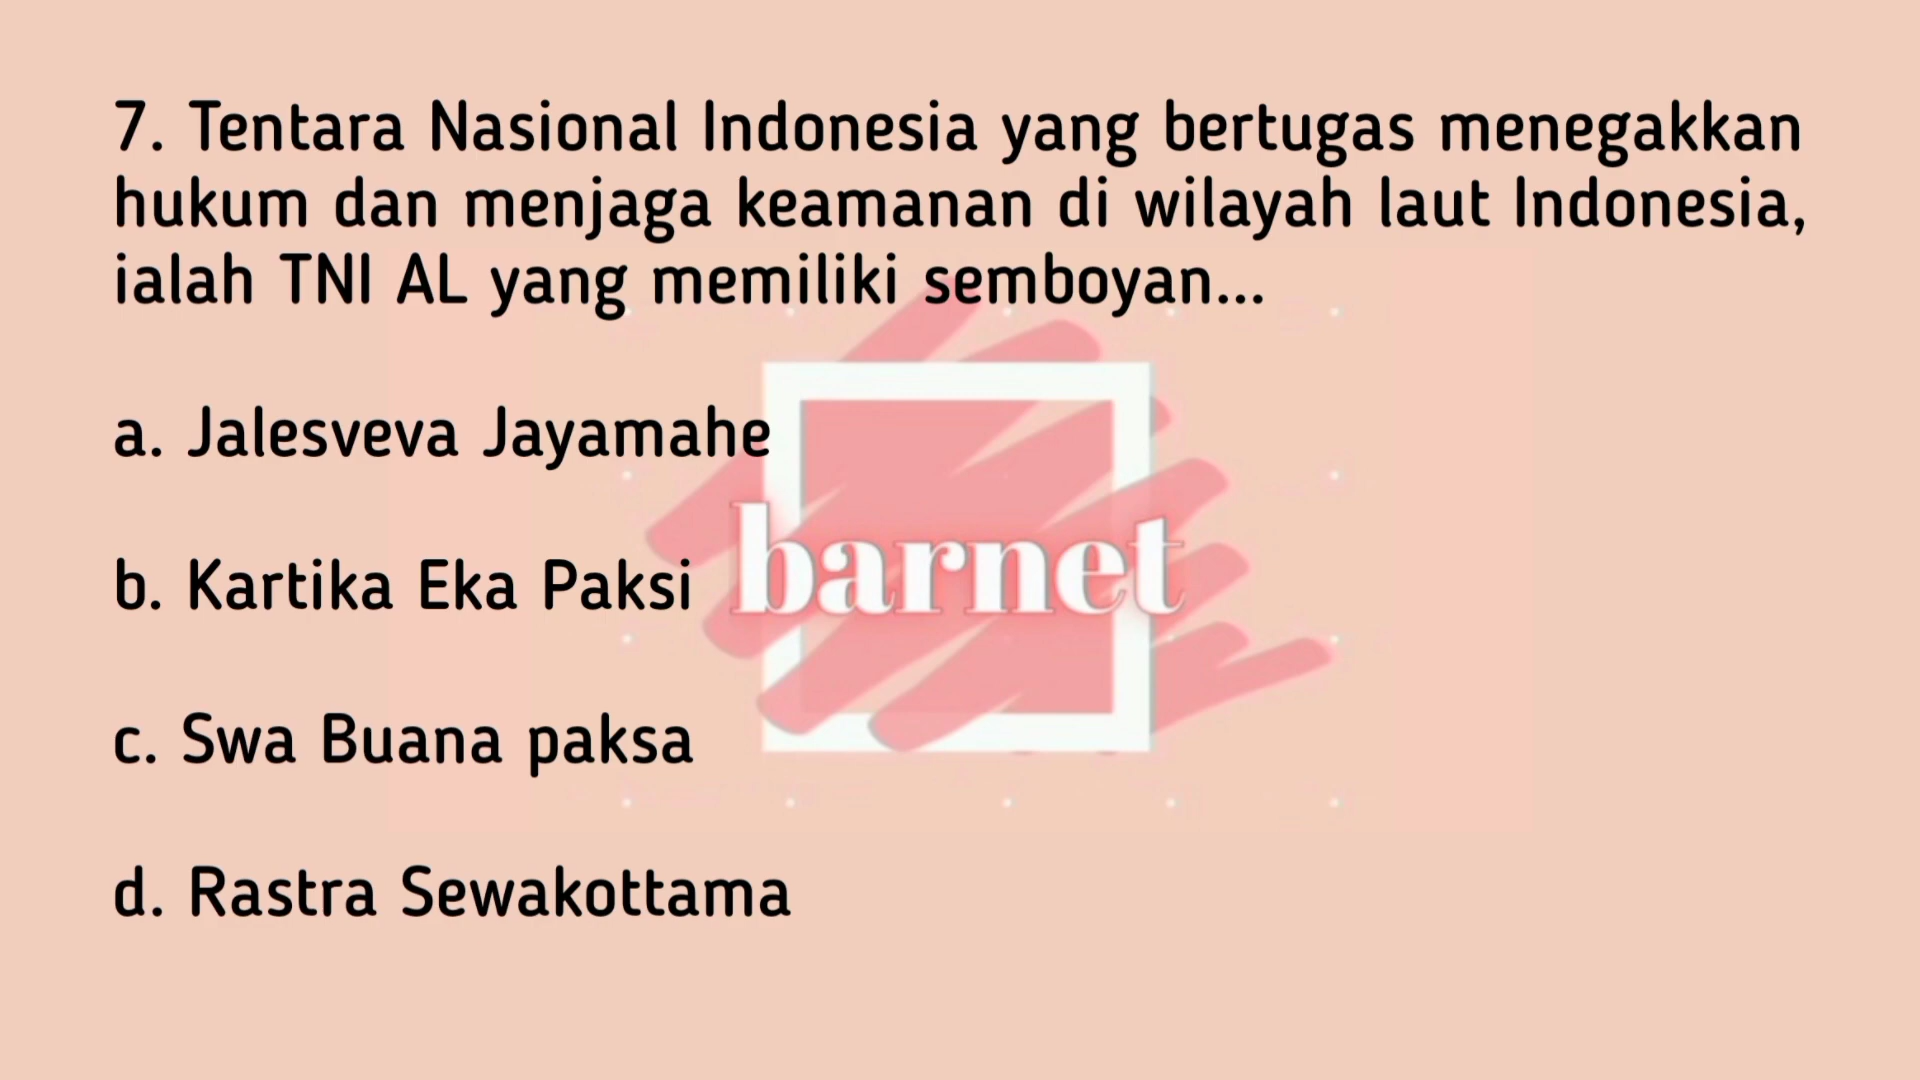 7. Tentara Nasional Indonesia yang bertugas menegakkan
hukum dan menjaga keamanan di wilayah laut Indonesia,
ialah TNI AL yang memiliki semboyan...
a. Jalesveva Jayamahe
b. Kartika Eka Paksi
barnet
c. Swa Buana paksa
d. Rastra Sewakottama